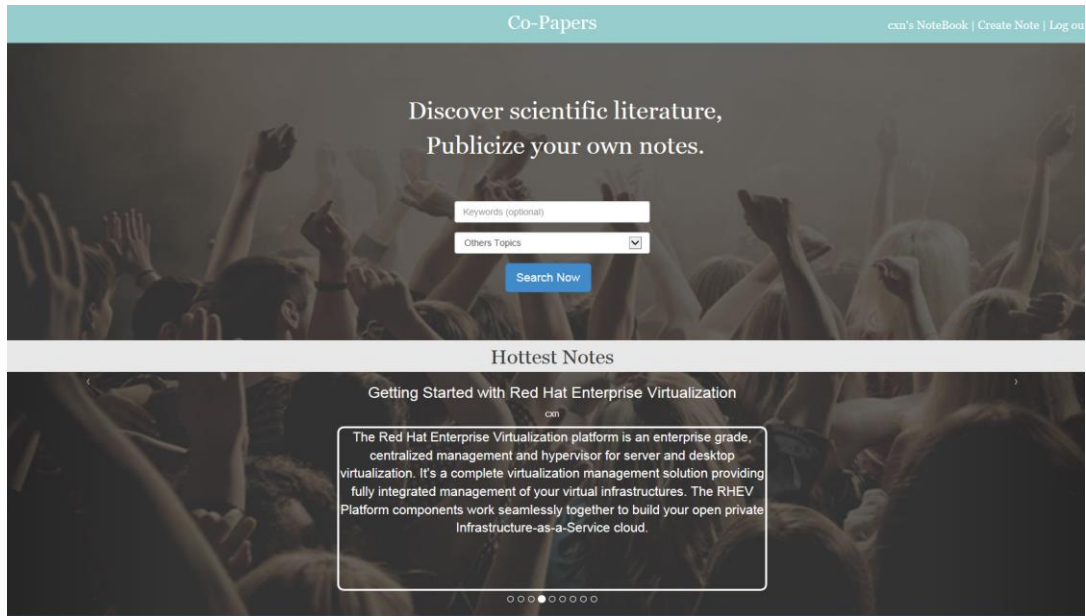 Co-Papers
cxn's NoteBook | Create Note | Log ou
Discover scientific literature,
Publicize your own notes.
Keywords (optional)
Others Topics
Search Now
Hottest Notes
Getting Started with Red Hat Enterprise Virtualization
cxn
The Red Hat Enterprise Virtualization platform is an enterprise grade,
centralized management and hypervisor for server and desktop
virtualization. It's a complete virtualization management solution providing
fully integrated management of your virtual infrastructures. The RHEV
Platform components work seamlessly together to build your open private
Infrastructure-as-a-Service cloud.